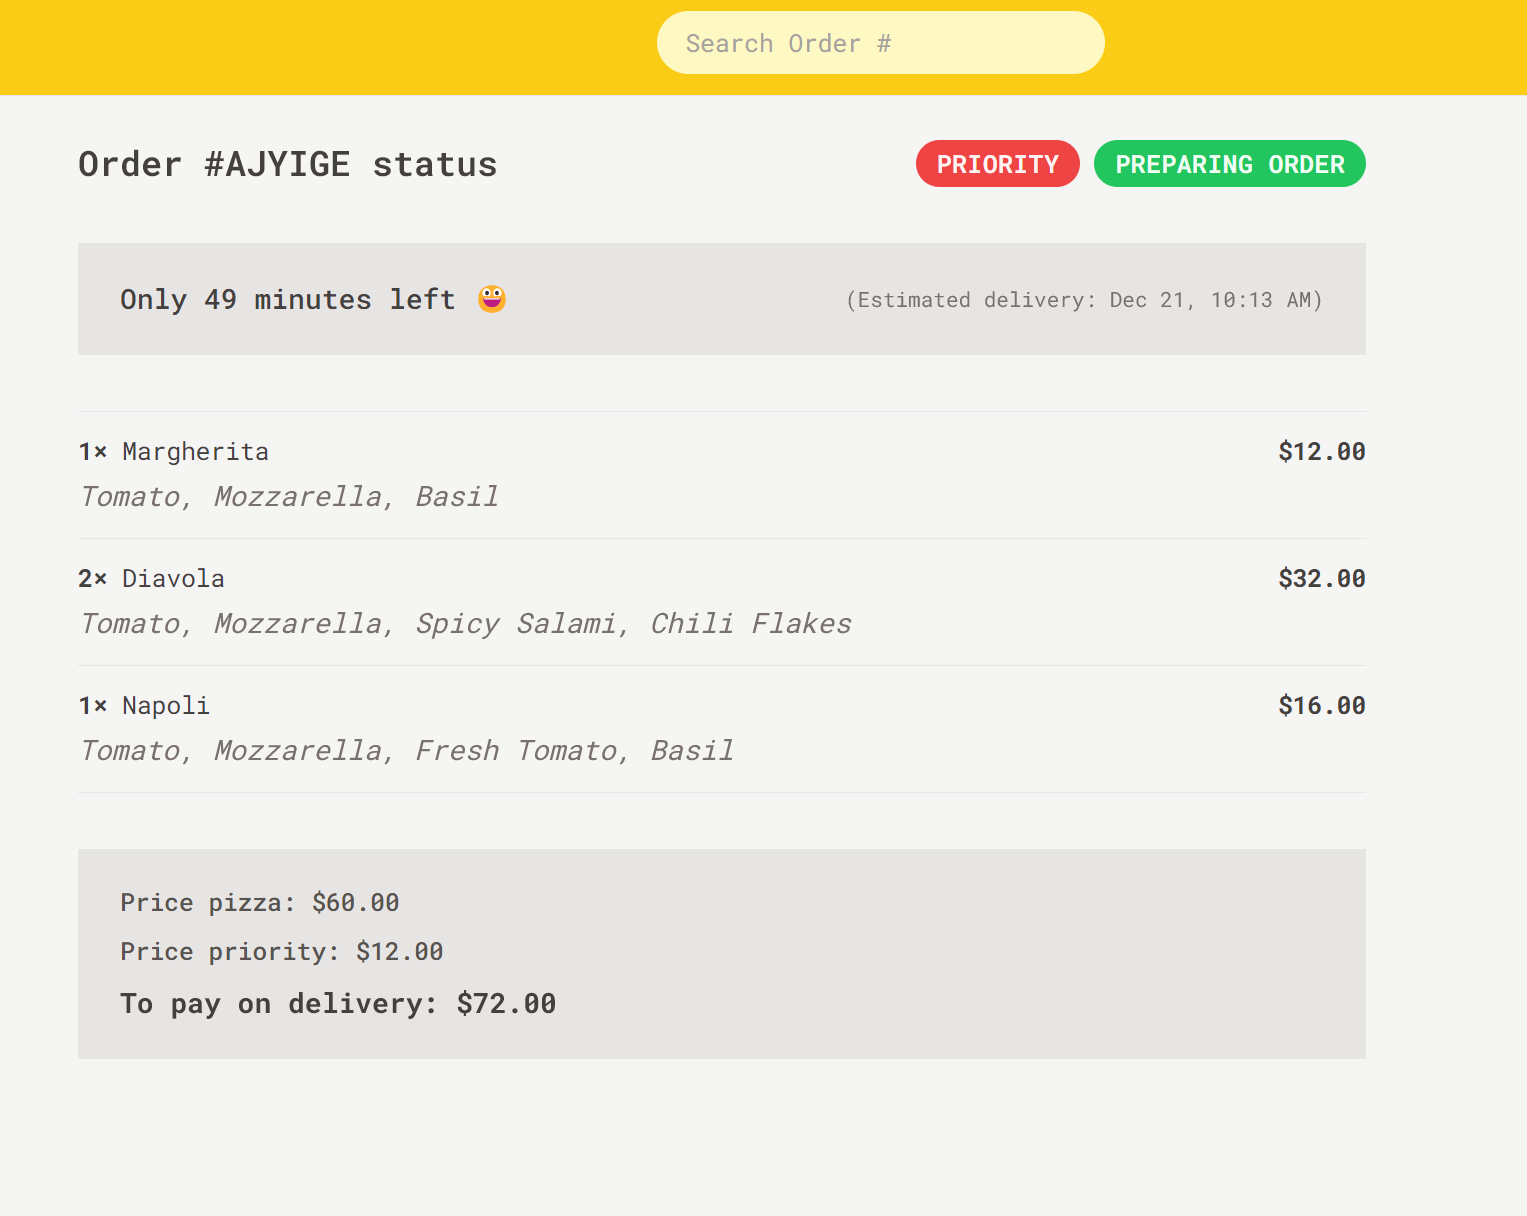 Search Order #
Order #AJYIGE status
PRIORITY
PREPARING ORDER
Only 49 minutes left 😀
(Estimated delivery: Dec 21, 10:13 AM)
1× Margherita
$12.00
Tomato, Mozzarella, Basil
2× Diavola
$32.00
Tomato, Mozzarella, Spicy Salami, Chili Flakes
1× Napoli
$16.00
Tomato, Mozzarella, Fresh Tomato, Basil
Price pizza: $60.00
Price priority: $12.00
To pay on delivery: $72.00